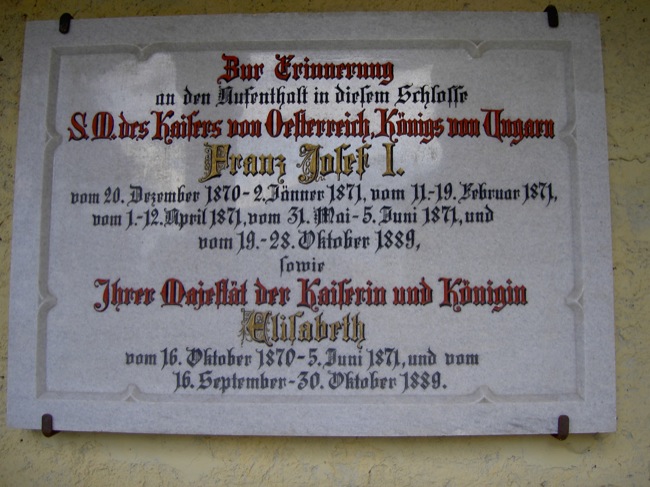 Zur Erinnerung
an den Aufenthalt in diesem Schlosse
S.M. des Kaisers von Oesterreich, Königs von Ungarn
Franz Josef I.
vom 20. Dezember 1870-2. Jänner 1871, vom 11.-19. Februar 1871,
vom 1.-12. April 1871, vom 31. Mai-5. Juni 1871, und
vom 19.-28. Oktober 1889,
sowie
Ihrer Majestät der Kaiserin und Königin
Elisabeth
vom 16. Oktober 1870-5. Juni 1871, und vom
16. September-30. Oktober 1889.